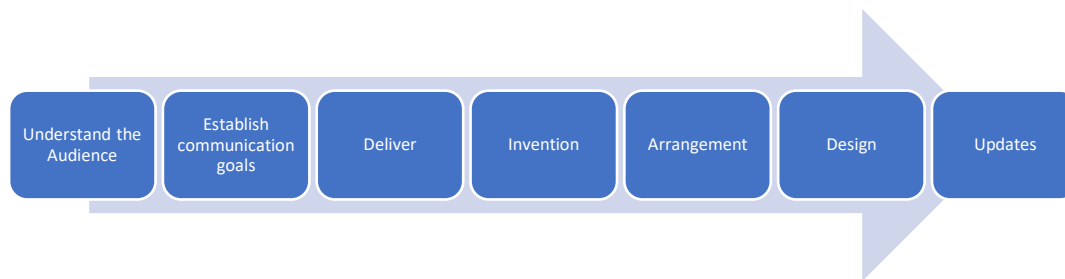 Understand the
Audience
Establish
communication
goals
Deliver
Invention
Arrangement
Design
Updates